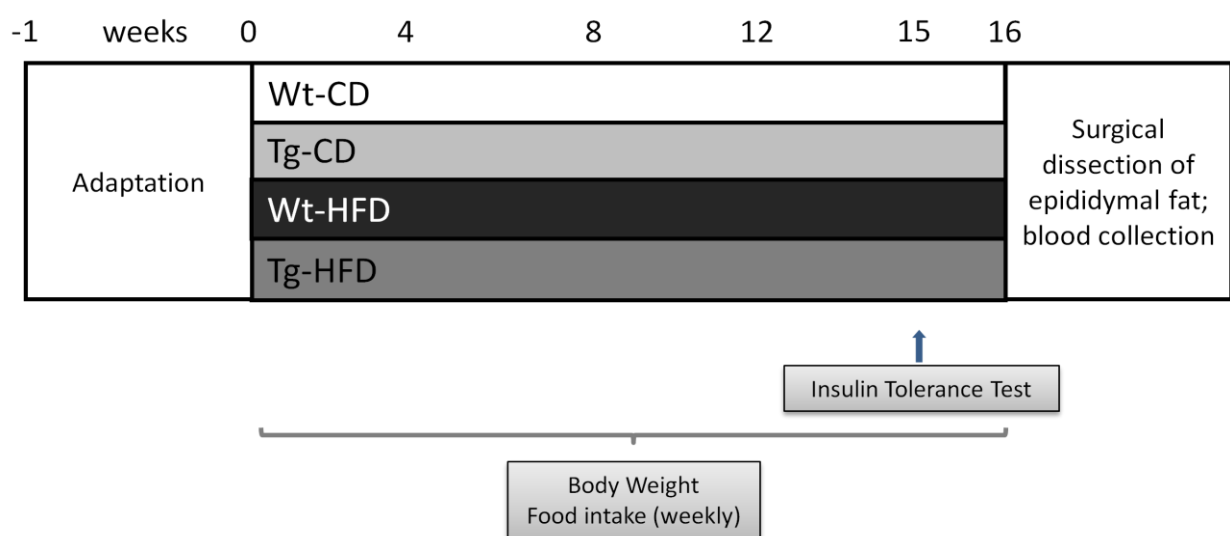 -1 weeks 0 4 8 12 15 16
Wt-CD
Tg-CD
Adaptation
Wt-HFD
Tg-HFD
Surgical
dissection of
epididymal fat;
blood collection
Insulin Tolerance Test
Body Weight
Food intake (weekly)